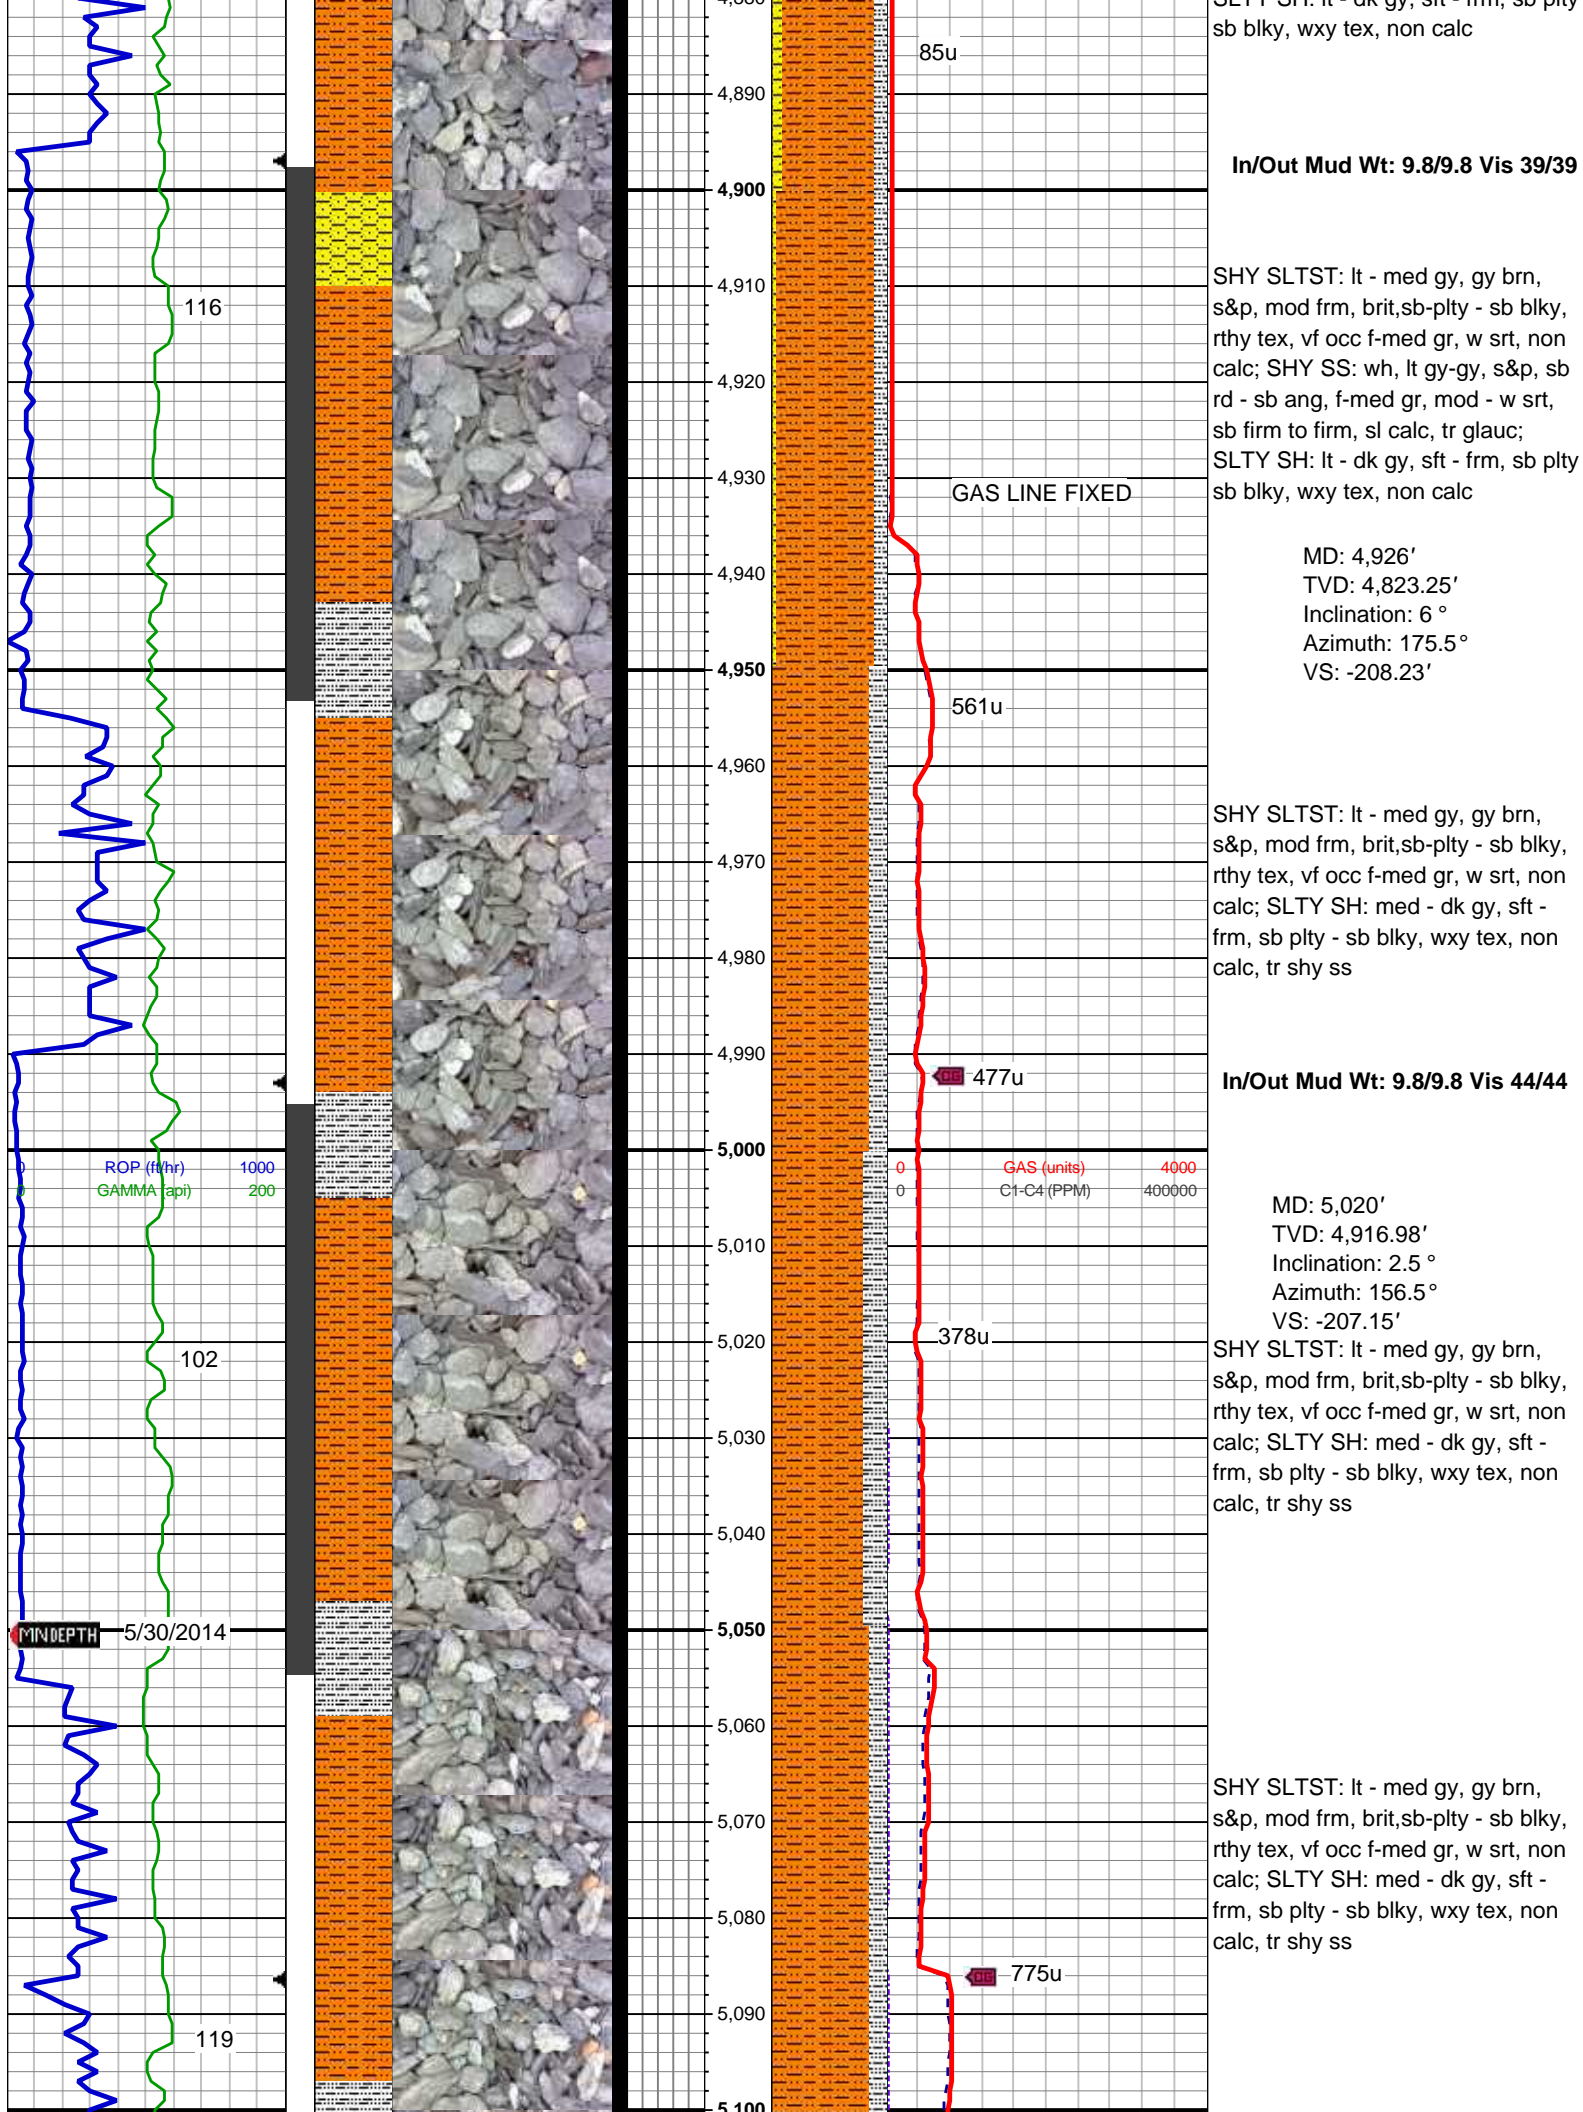 SLTY SH: lt - dk gy, sft - frm, sb plty
sb blky, wxy tex, non calc
85u
4,890
In/Out Mud Wt: 9.8/9.8 Vis 39/39
4,900
SHY SLTST: lt - med gy, gy brn,
s&p, mod frm, brit,sb-plty - sb blky,
rthy tex, vf occ f-med gr, w srt, non
calc; SHY SS: wh, lt gy-gy, s&p, sb
rd - sb ang, f-med gr, mod - w srt,
sb firm to firm, sl calc, tr glauc;
SLTY SH: lt - dk gy, sft - frm, sb plty
sb blky, wxy tex, non calc
4,910
116
4,920
4,930
GAS LINE FIXED
MD: 4,926'
TVD: 4,823.25'
Inclination: 6 °
Azimuth: 175.5°
VS: -208.23'
4,940
4,950
561u
4,960
SHY SLTST: lt - med gy, gy brn,
s&p, mod frm, brit,sb-plty - sb blky,
rthy tex, vf occ f-med gr, w srt, non
calc; SLTY SH: med - dk gy, sft -
frm, sb plty - sb blky, wxy tex, non
calc, tr shy ss
4,970
4,980
4,990
CG 477u
In/Out Mud Wt: 9.8/9.8 Vis 44/44
5,000
0 ROP (ft/hr) 1000
0 GAMMA (api) 200
0 GAS (units) 4000
0 C1-C4 (PPM) 400000
MD: 5,020'
TVD: 4,916.98'
Inclination: 2.5 °
Azimuth: 156.5°
VS: -207.15'
5,010
5,020
378u
102
SHY SLTST: lt - med gy, gy brn,
s&p, mod frm, brit,sb-plty - sb blky,
rthy tex, vf occ f-med gr, w srt, non
calc; SLTY SH: med - dk gy, sft -
frm, sb plty - sb blky, wxy tex, non
calc, tr shy ss
5,030
5,040
MNDEPTH 5/30/2014
5,050
5,060
5,070
SHY SLTST: lt - med gy, gy brn,
s&p, mod frm, brit,sb-plty - sb blky,
rthy tex, vf occ f-med gr, w srt, non
calc; SLTY SH: med - dk gy, sft -
frm, sb plty - sb blky, wxy tex, non
calc, tr shy ss
5,080
CG 775u
5,090
119
5,100